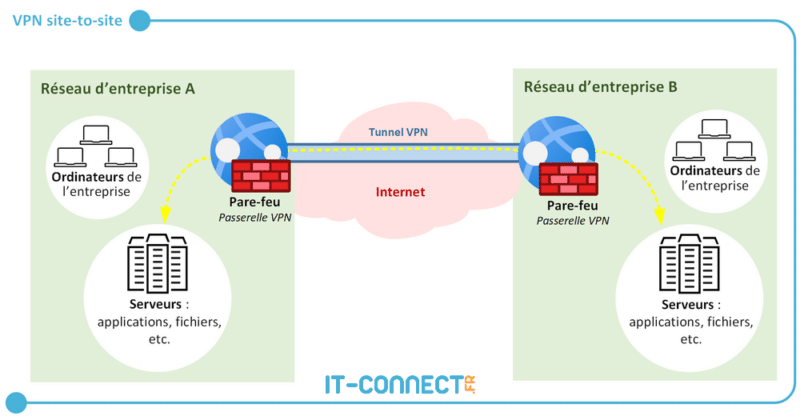 VPN site-to-site
Réseau d’entreprise A
Ordinateurs de
l’entreprise
Pare-feu
Passerelle VPN
Serveurs :
applications, fichiers,
etc.
Tunnel VPN
Internet
Réseau d’entreprise B
Ordinateurs de
l’entreprise
Pare-feu
Passerelle VPN
Serveurs :
applications, fichiers,
etc.
IT-CONNECT.FR